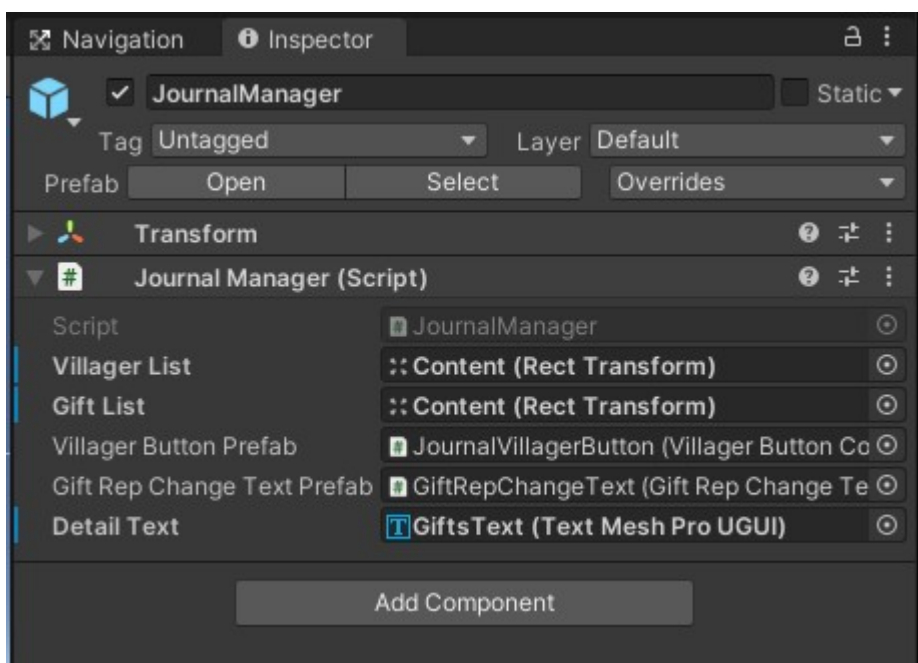 Navigation Inspector
JournalManager Static
Tag Untagged Layer Default
Prefab Open Select Overrides
Transform
# Journal Manager (Script)
Script JournalManager
Villager List Content (Rect Transform)
Gift List Content (Rect Transform)
Villager Button Prefab JournalVillagerButton (Villager Button Co
Gift Rep Change Text Prefab GiftRepChangeText (Gift Rep Change Te
Detail Text GiftsText (Text Mesh Pro UGUI)
Add Component